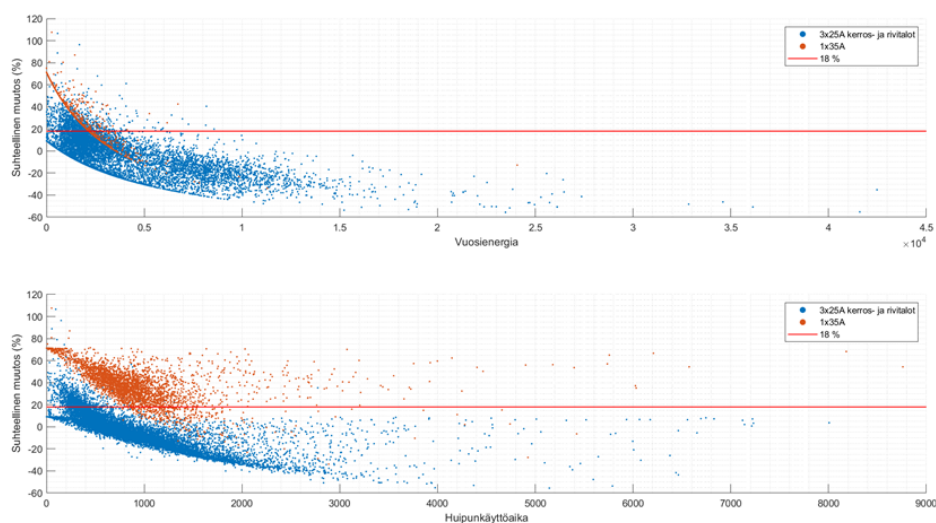 120
100
80
60
40
20
0
-20
-40
-60
Suhteellinen muutos (%)
3x25A kerros- ja rivitalot
1x35A
18 %
0 0.5 1 1.5 2 2.5 3 3.5 4 4.5
Vuosienergia
×10⁴
120
100
80
60
40
20
0
-20
-40
-60
Suhteellinen muutos (%)
3x25A kerros- ja rivitalot
1x35A
18 %
0 1000 2000 3000 4000 5000 6000 7000 8000 9000
Huipunkäyttöaika